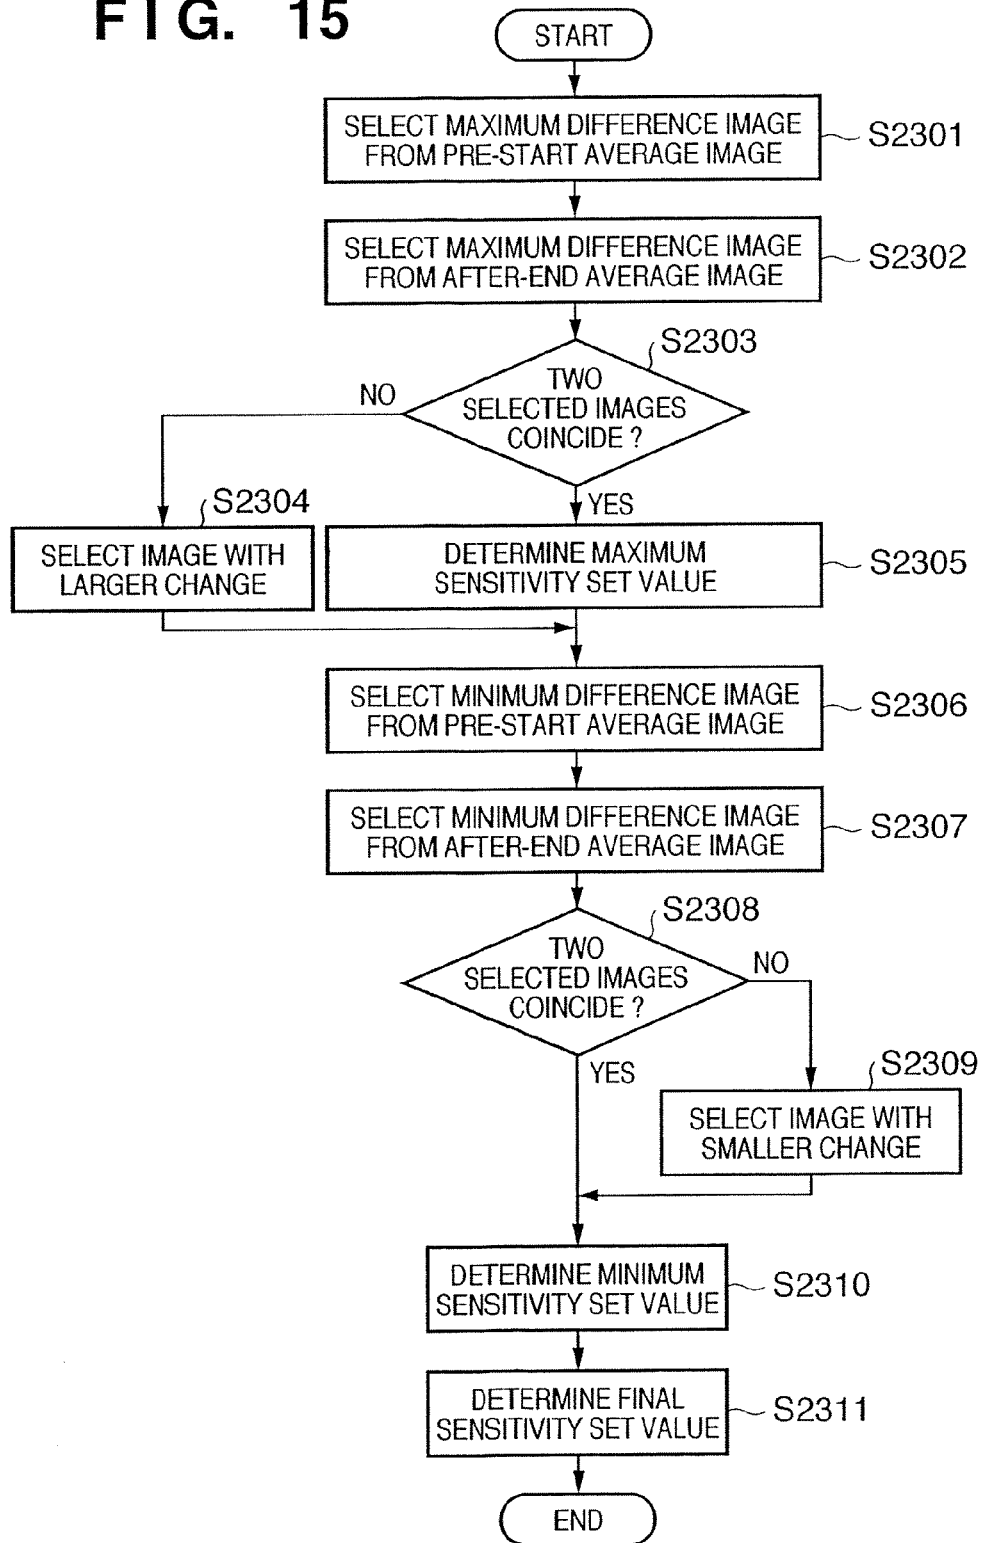 FIG. 15
START
SELECT MAXIMUM DIFFERENCE IMAGE
FROM PRE-START AVERAGE IMAGE
S2301
SELECT MAXIMUM DIFFERENCE IMAGE
FROM AFTER-END AVERAGE IMAGE
S2302
S2303
TWO
SELECTED IMAGES
COINCIDE ?
NO
YES
S2304
SELECT IMAGE WITH
LARGER CHANGE
DETERMINE MAXIMUM
SENSITIVITY SET VALUE
S2305
SELECT MINIMUM DIFFERENCE IMAGE
FROM PRE-START AVERAGE IMAGE
S2306
SELECT MINIMUM DIFFERENCE IMAGE
FROM AFTER-END AVERAGE IMAGE
S2307
S2308
TWO
SELECTED IMAGES
COINCIDE ?
NO
YES
S2309
SELECT IMAGE WITH
SMALLER CHANGE
DETERMINE MINIMUM
SENSITIVITY SET VALUE
S2310
DETERMINE FINAL
SENSITIVITY SET VALUE
S2311
END